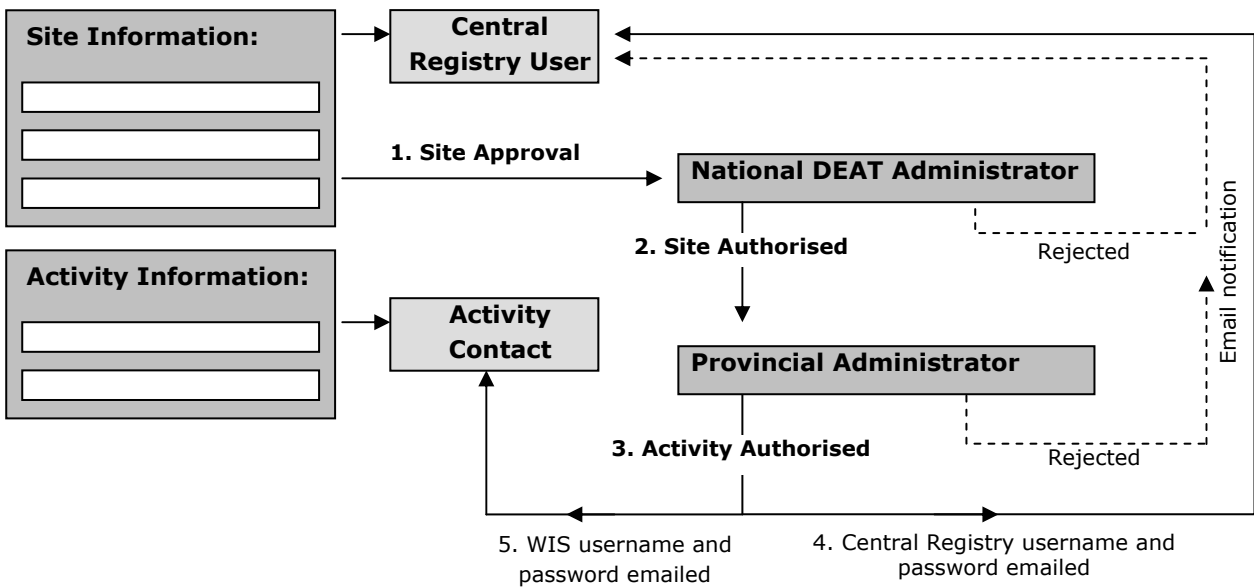 Site Information:
Central
Registry User
1. Site Approval
National DEAT Administrator
2. Site Authorised
Rejected
Email notification
Activity Information:
Activity
Contact
Provincial Administrator
3. Activity Authorised
Rejected
5. WIS username and
password emailed
4. Central Registry username and
password emailed